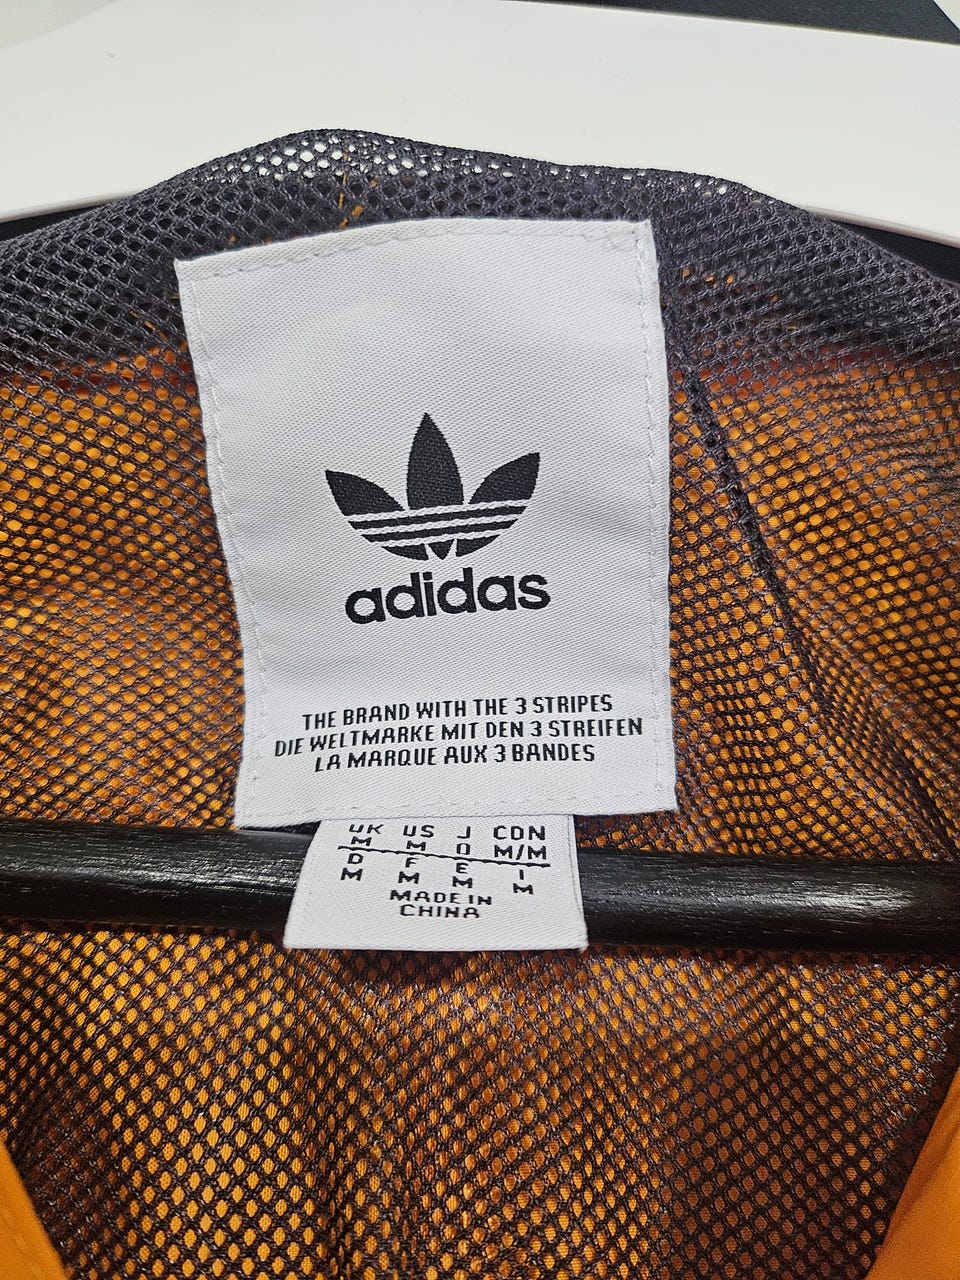 adidas
THE BRAND WITH THE 3 STRIPES
DIE WELTMARKE MIT DEN 3 STREIFEN
LA MARQUE AUX 3 BANDES
UK US J CDN
M M O M/M
D F E I
M M M M
MADE IN
CHINA